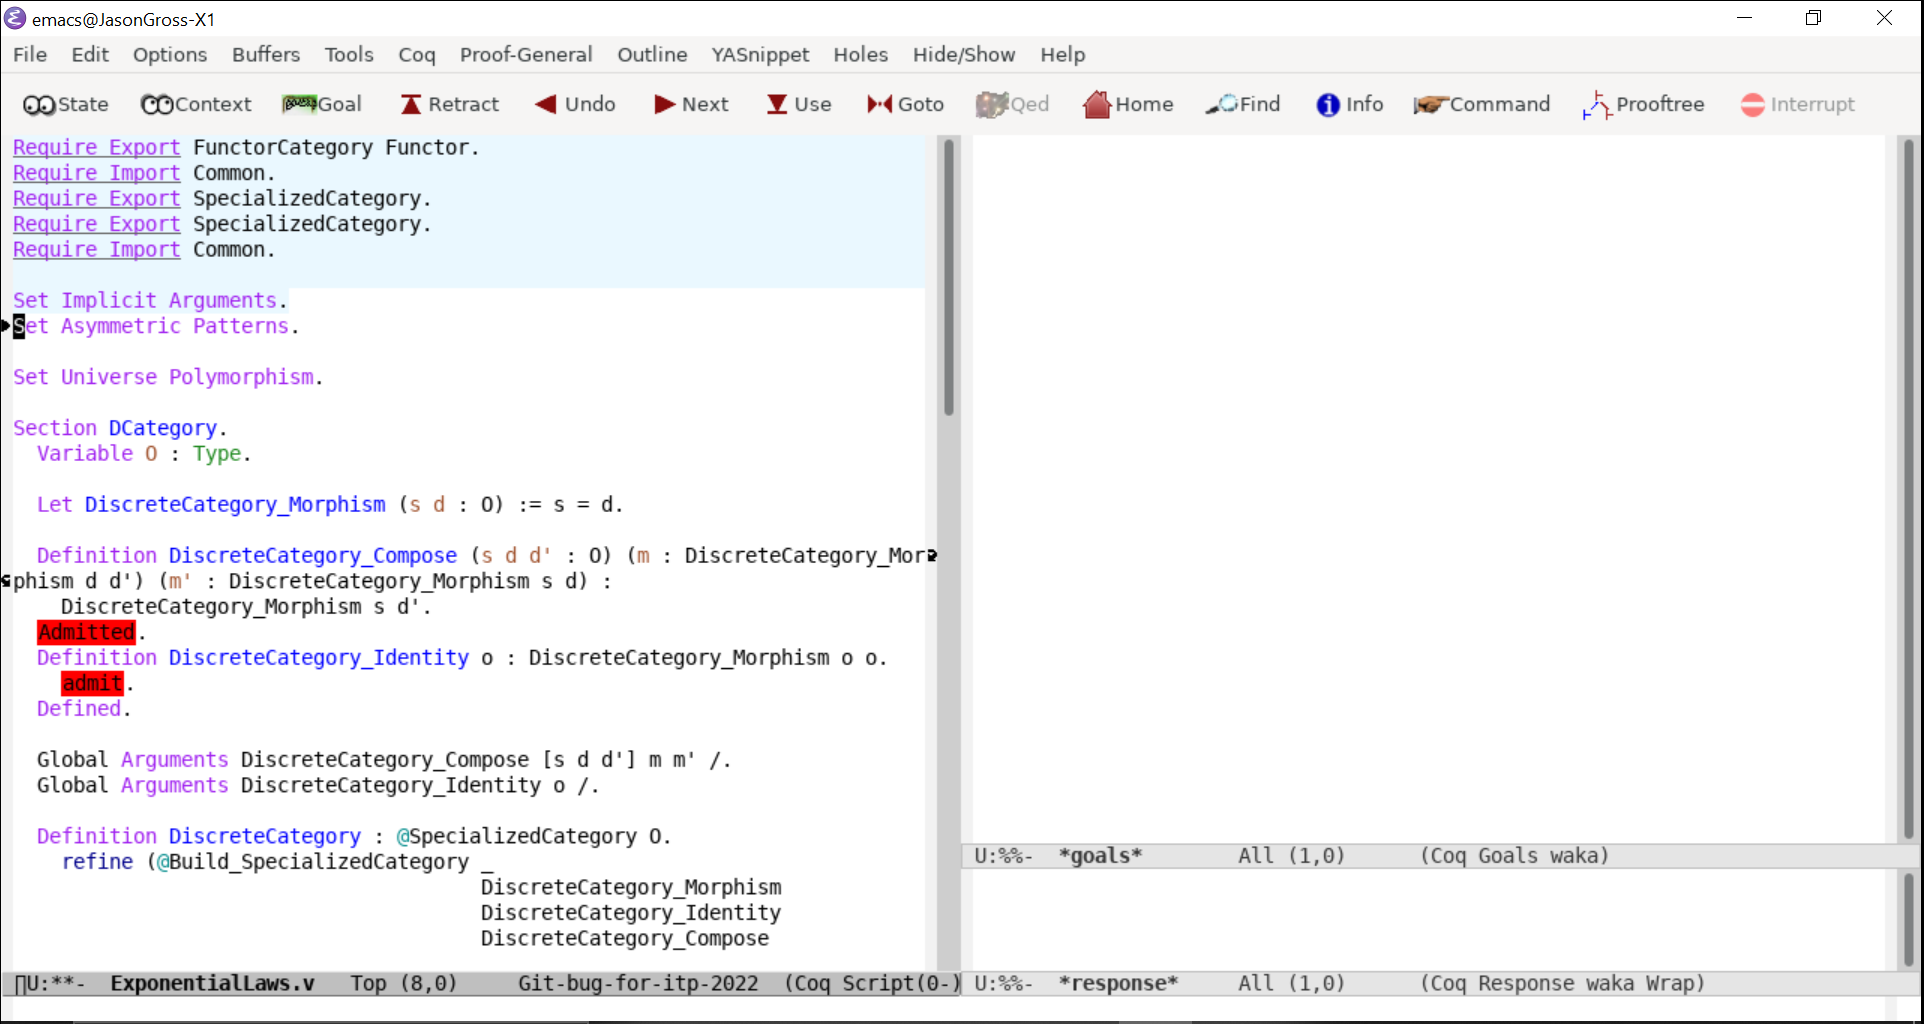 emacs@JasonGross-X1
File Edit Options Buffers Tools Coq Proof-General Outline YASnippet Holes Hide/Show Help
State Context Goal Retract Undo Next Use Goto Qed Home Find Info Command Prooftree Interrupt
Require Export FunctorCategory Functor.
Require Import Common.
Require Export SpecializedCategory.
Require Export SpecializedCategory.
Require Import Common.
Set Implicit Arguments.
Set Asymmetric Patterns.
Set Universe Polymorphism.
Section DCategory.
  Variable O : Type.
  Let DiscreteCategory_Morphism (s d : O) := s = d.
  Definition DiscreteCategory_Compose (s d d' : O) (m : DiscreteCategory_Mor
phism d d') (m' : DiscreteCategory_Morphism s d) :
    DiscreteCategory_Morphism s d'.
  Admitted.
  Definition DiscreteCategory_Identity o : DiscreteCategory_Morphism o o.
    admit.
  Defined.
  Global Arguments DiscreteCategory_Compose [s d d'] m m' /.
  Global Arguments DiscreteCategory_Identity o /.
  Definition DiscreteCategory : @SpecializedCategory O.
    refine (@Build_SpecializedCategory _
                                       DiscreteCategory_Morphism
                                       DiscreteCategory_Identity
                                       DiscreteCategory_Compose
U:**-  ExponentialLaws.v   Top (8,0)     Git-bug-for-itp-2022  (Coq Script(0-)
U:%%-  *goals*        All (1,0)      (Coq Goals waka)
U:%%-  *response*     All (1,0)      (Coq Response waka Wrap)